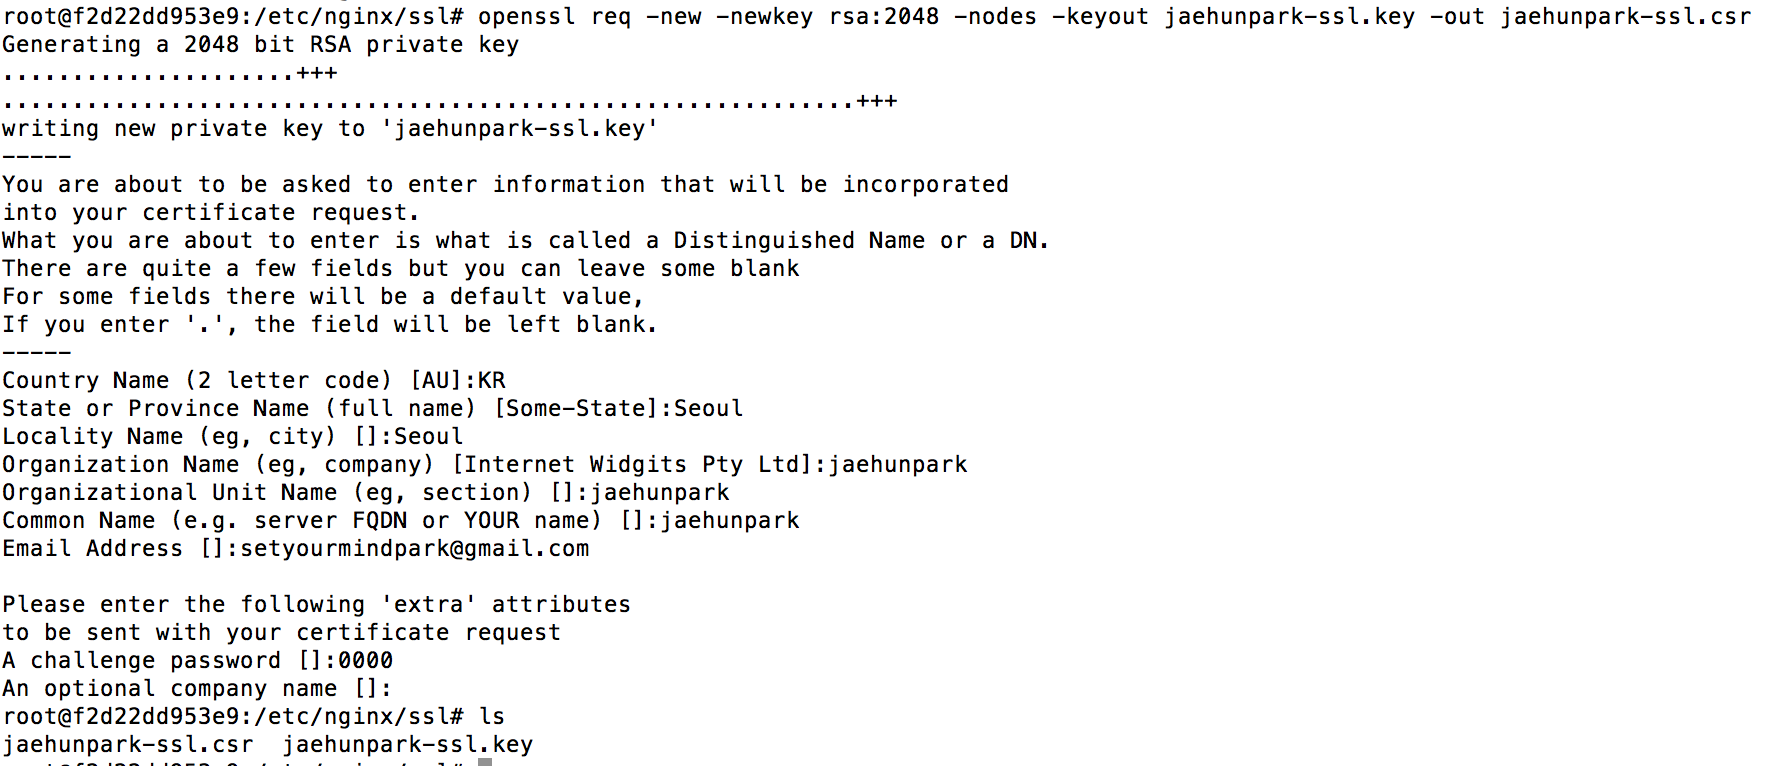 root@f2d22dd953e9:/etc/nginx/ssl# openssl req -new -newkey rsa:2048 -nodes -keyout jaehunpark-ssl.key -out jaehunpark-ssl.csr
Generating a 2048 bit RSA private key
.....................+++
.............................................................+++
writing new private key to 'jaehunpark-ssl.key'
-----
You are about to be asked to enter information that will be incorporated
into your certificate request.
What you are about to enter is what is called a Distinguished Name or a DN.
There are quite a few fields but you can leave some blank
For some fields there will be a default value,
If you enter '.', the field will be left blank.
-----
Country Name (2 letter code) [AU]:KR
State or Province Name (full name) [Some-State]:Seoul
Locality Name (eg, city) []:Seoul
Organization Name (eg, company) [Internet Widgits Pty Ltd]:jaehunpark
Organizational Unit Name (eg, section) []:jaehunpark
Common Name (e.g. server FQDN or YOUR name) []:jaehunpark
Email Address []:setyourmindpark@gmail.com
Please enter the following 'extra' attributes
to be sent with your certificate request
A challenge password []:0000
An optional company name []:
root@f2d22dd953e9:/etc/nginx/ssl# ls
jaehunpark-ssl.csr  jaehunpark-ssl.key
root@f2d22dd953e9:/etc/nginx/ssl#